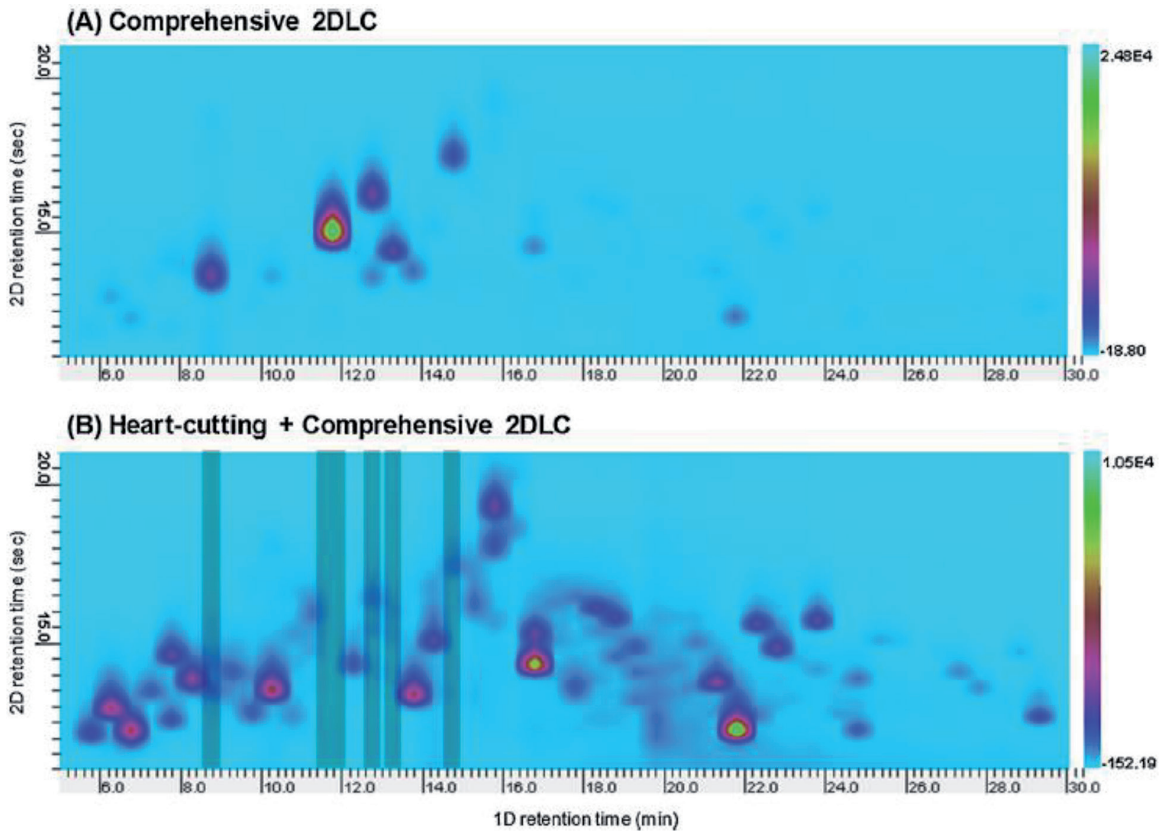 (A) Comprehensive 2DLC
2D retention time (sec)
20.0
15.0
2.48E4
-18.80
6.0 8.0 10.0 12.0 14.0 16.0 18.0 20.0 22.0 24.0 26.0 28.0 30.0
(B) Heart-cutting + Comprehensive 2DLC
2D retention time (sec)
20.0
15.0
1.05E4
-152.19
6.0 8.0 10.0 12.0 14.0 16.0 18.0 20.0 22.0 24.0 26.0 28.0 30.0
1D retention time (min)